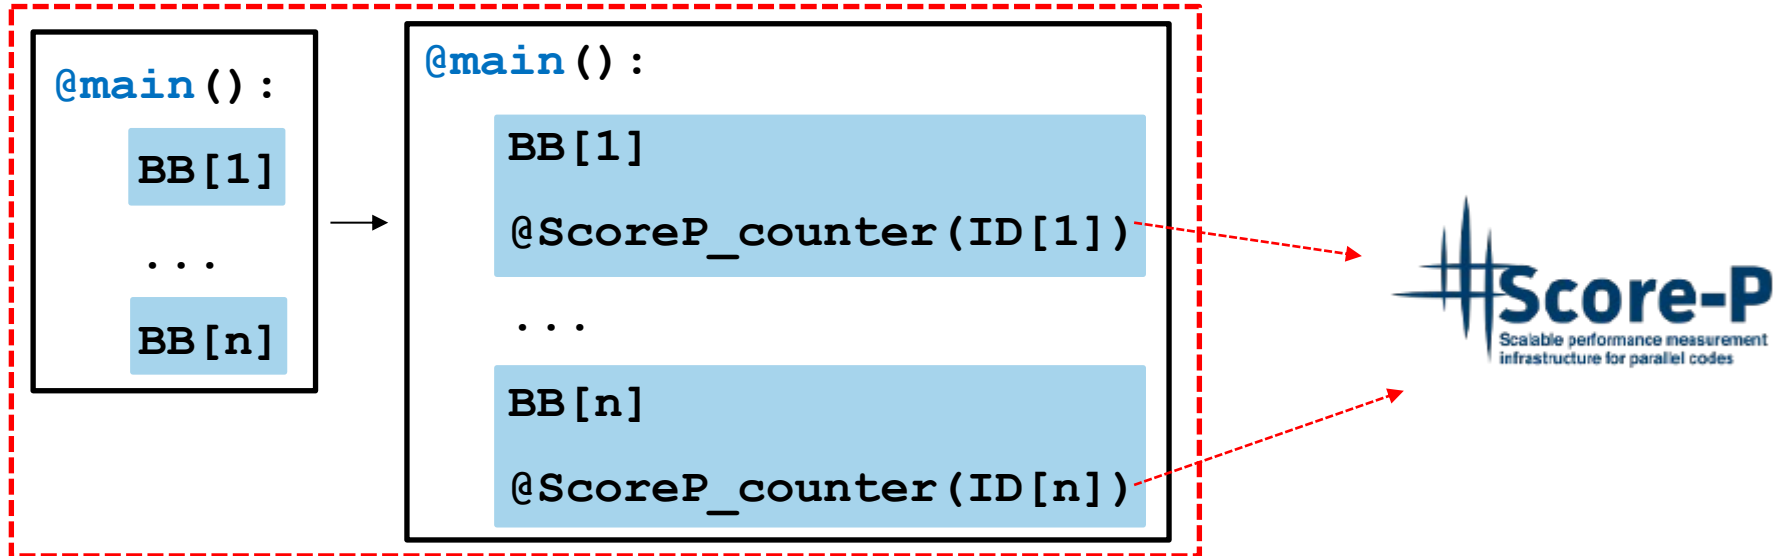 @main():
BB[1]
...
BB[n]
@main():
BB[1]
@ScoreP_counter(ID[1])
...
BB[n]
@ScoreP_counter(ID[n])
Score-P
Scalable performance measurement
infrastructure for parallel codes